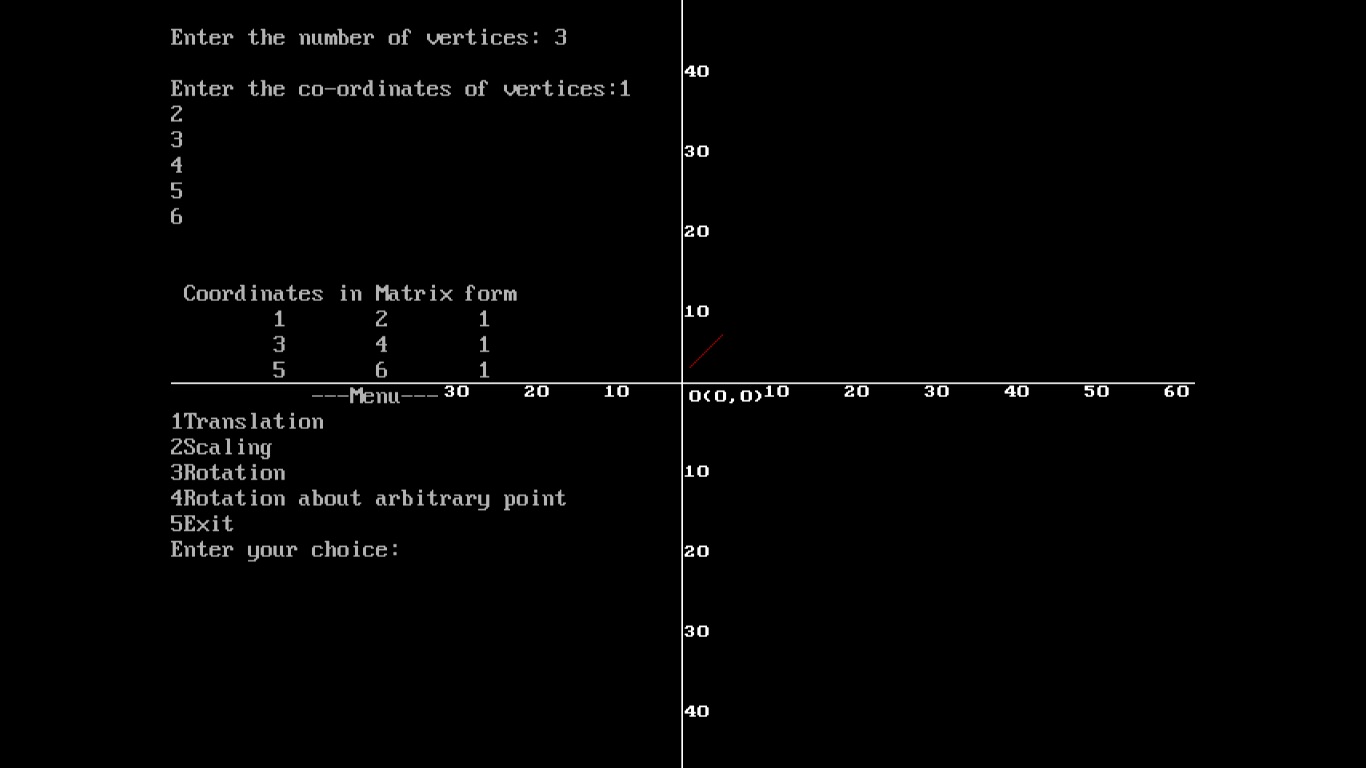 Enter the number of vertices: 3
40
Enter the co-ordinates of vertices:1
2
3
30
4
5
6
20
Coordinates in Matrix form
10
1 2 1
3 4 1
5 6 1
---Menu--- 30 20 10 O(0,0) 10 20 30 40 50 60
1Translation
2Scaling
3Rotation
10
4Rotation about arbitrary point
5Exit
Enter your choice:
20
30
40